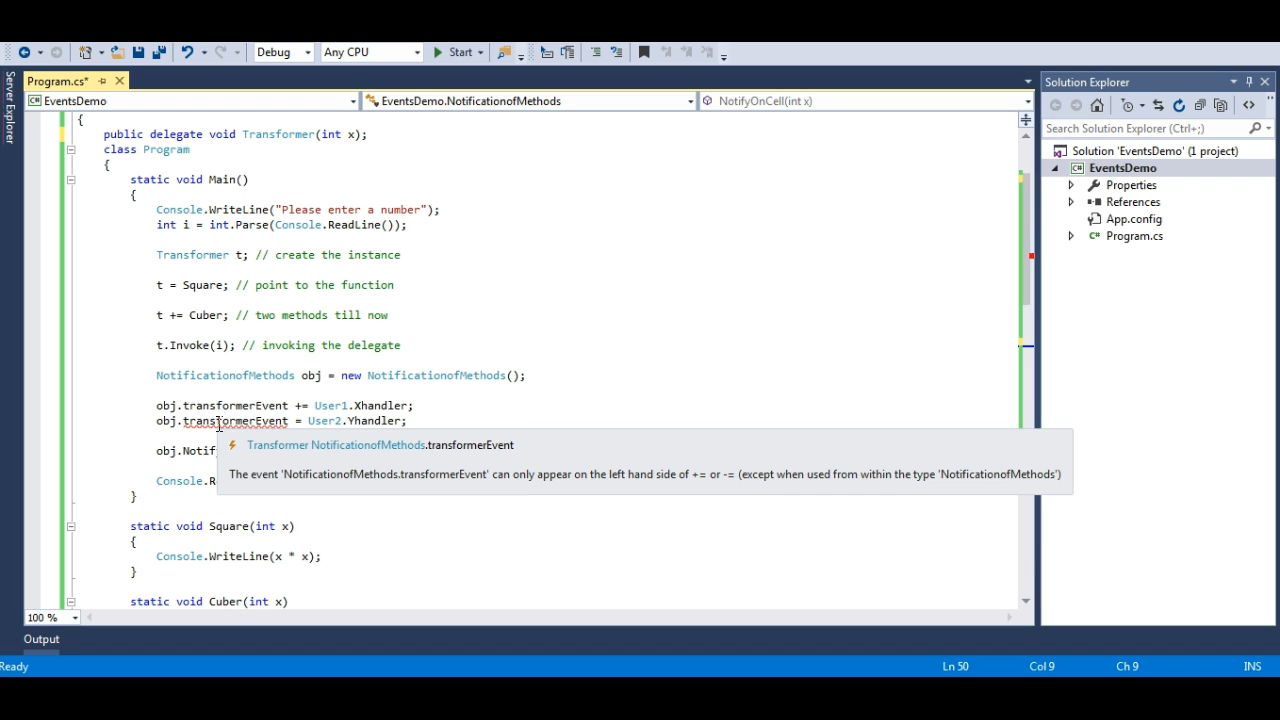 Debug
Any CPU
Start
Server Explorer
Program.cs*
EventsDemo
EventsDemo.NotificationofMethods
NotifyOnCell(int x)
{
public delegate void Transformer(int x);
class Program
{
static void Main()
{
Console.WriteLine("Please enter a number");
int i = int.Parse(Console.ReadLine());
Transformer t; // create the instance
t = Square; // point to the function
t += Cuber; // two methods till now
t.Invoke(i); // invoking the delegate
NotificationofMethods obj = new NotificationofMethods();
obj.transformerEvent += User1.Xhandler;
obj.transformerEvent = User2.Yhandler;
obj.Notif
Console.R
}
Transformer NotificationofMethods.transformerEvent
The event 'NotificationofMethods.transformerEvent' can only appear on the left hand side of += or -= (except when used from within the type 'NotificationofMethods')
static void Square(int x)
{
Console.WriteLine(x * x);
}
static void Cuber(int x)
100 %
Solution Explorer
Search Solution Explorer (Ctrl+;)
Solution 'EventsDemo' (1 project)
EventsDemo
Properties
References
App.config
Program.cs
Output
Ready
Ln 50
Col 9
Ch 9
INS